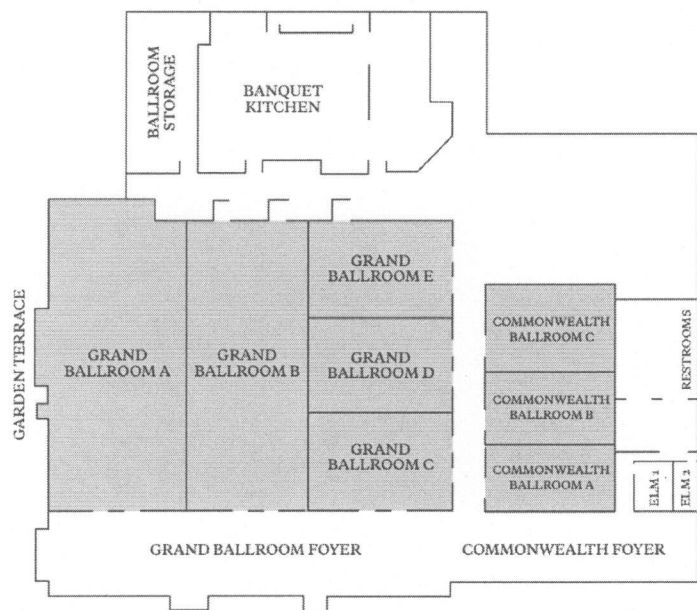 BALLROOM
STORAGE
BANQUET
KITCHEN
GRAND
BALLROOM E
GARDEN TERRACE
GRAND
BALLROOM A
GRAND
BALLROOM B
GRAND
BALLROOM D
GRAND
BALLROOM C
COMMONWEALTH
BALLROOM C
COMMONWEALTH
BALLROOM B
COMMONWEALTH
BALLROOM A
RESTROOMS
ELM 1
ELM 2
GRAND BALLROOM FOYER
COMMONWEALTH FOYER